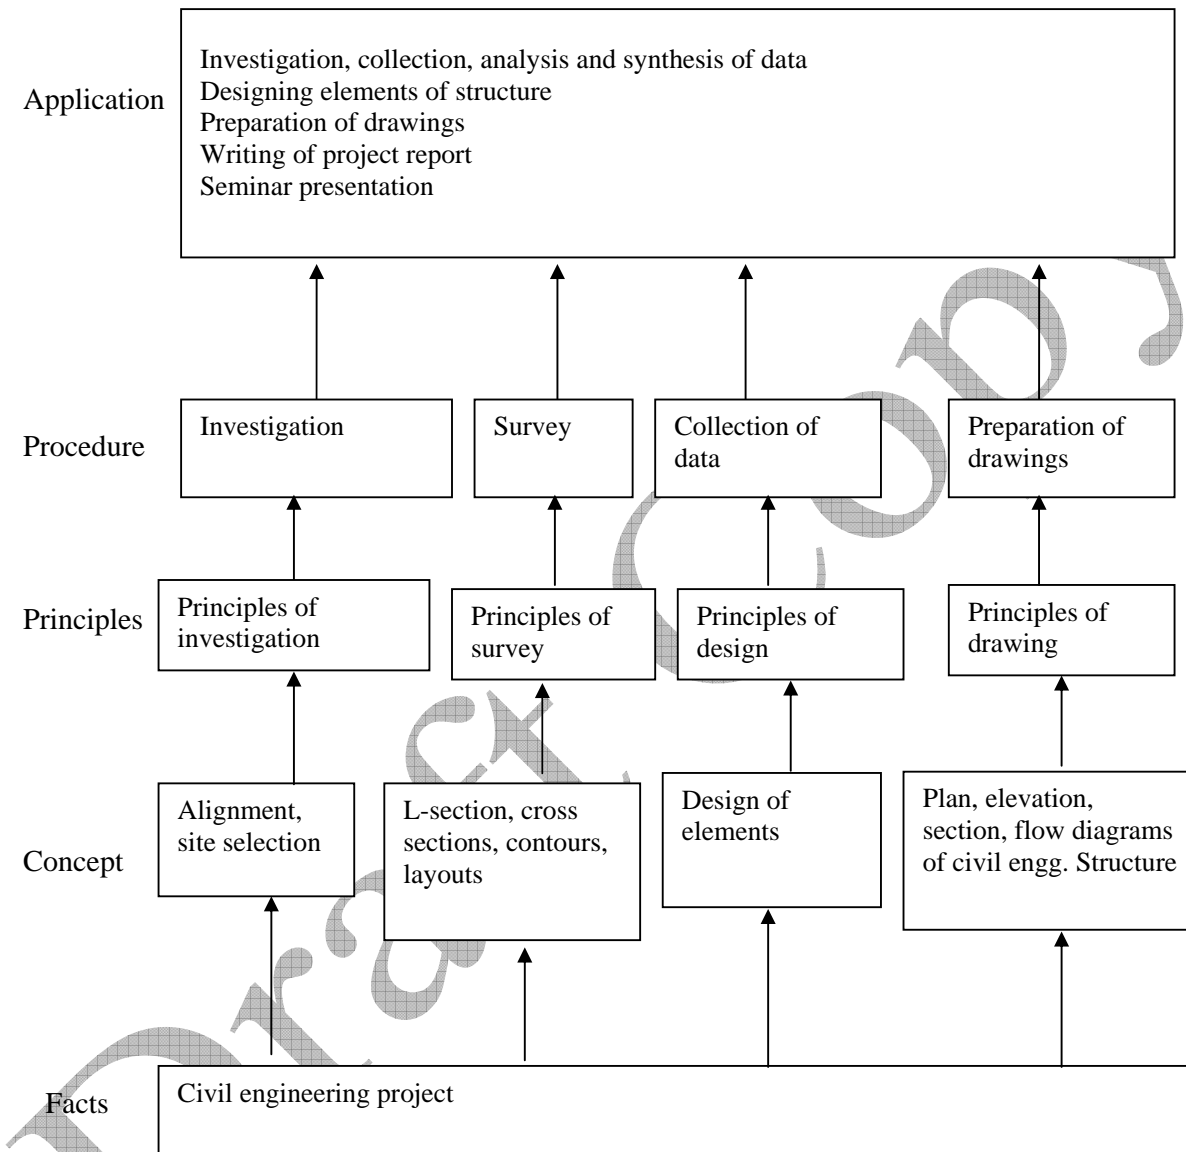 Investigation, collection, analysis and synthesis of data
Application
Designing elements of structure
Preparation of drawings
Writing of project report
Seminar presentation
Procedure
Investigation
Survey
Collection of
data
Preparation of
drawings
Principles
Principles of
investigation
Principles of
survey
Principles of
design
Principles of
drawing
Concept
Alignment,
site selection
L-section, cross
sections, contours,
layouts
Design of
elements
Plan, elevation,
section, flow diagrams
of civil engg. Structure
Facts
Civil engineering project
Draft Copy